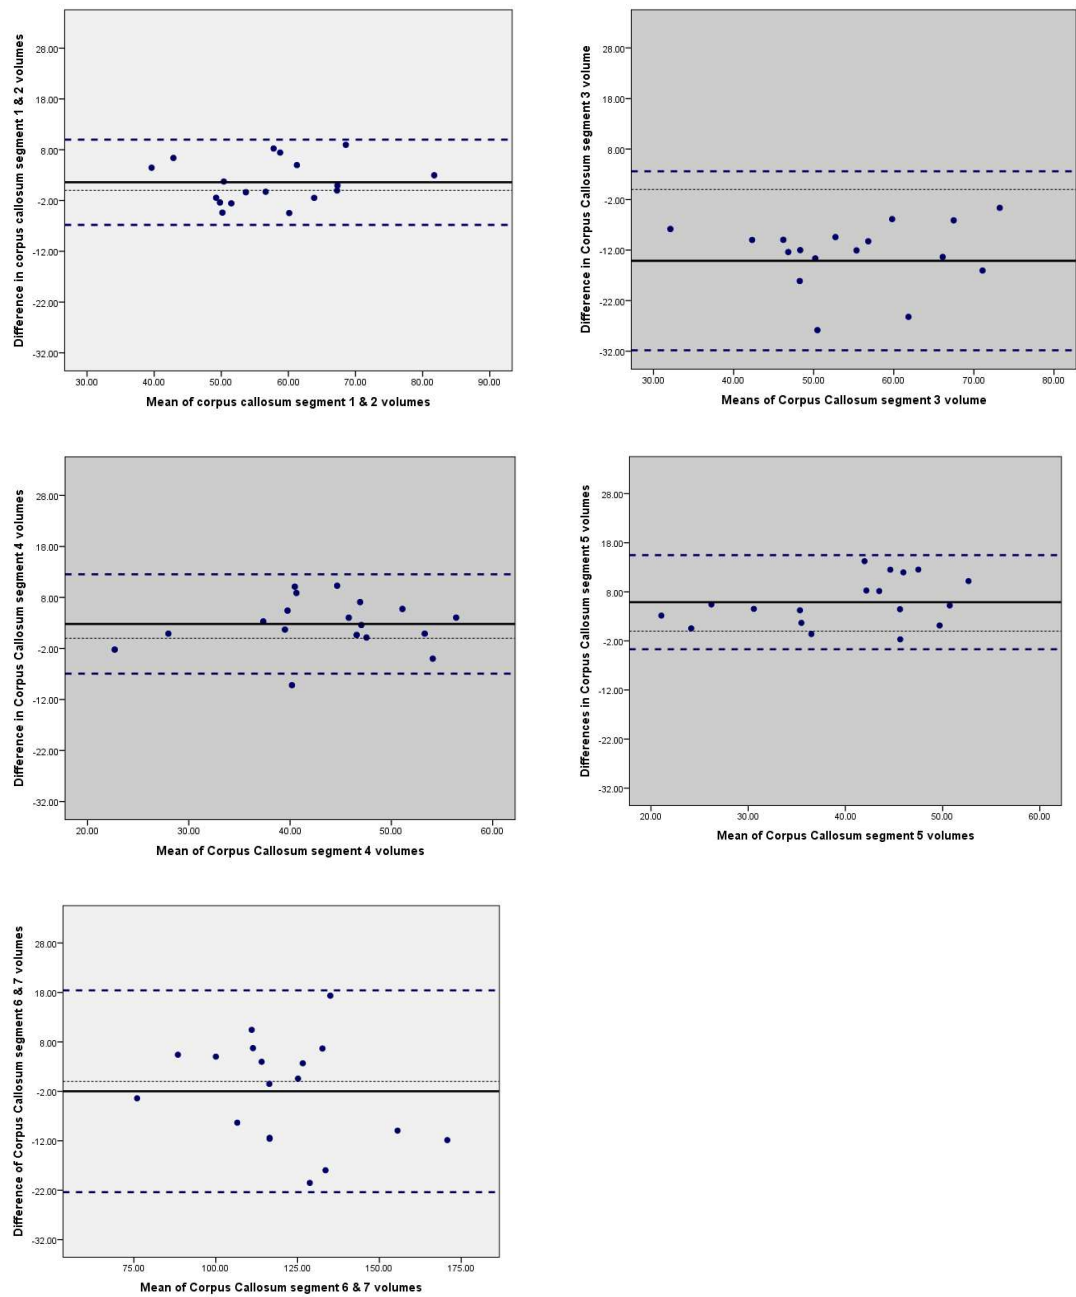 Difference in corpus callosum segment 1 & 2 volumes
28.00
18.00
8.00
-2.00
-12.00
-22.00
-32.00
30.00 40.00 50.00 60.00 70.00 80.00 90.00
Mean of corpus callosum segment 1 & 2 volumes
Difference in Corpus Callosum segment 3 volume
28.00
18.00
8.00
-2.00
-12.00
-22.00
-32.00
30.00 40.00 50.00 60.00 70.00 80.00
Means of Corpus Callosum segment 3 volume
Difference in Corpus Callosum segment 4 volumes
28.00
18.00
8.00
-2.00
-12.00
-22.00
-32.00
20.00 30.00 40.00 50.00 60.00
Mean of Corpus Callosum segment 4 volumes
Differences in Corpus Callosum segment 5 volumes
28.00
18.00
8.00
-2.00
-12.00
-22.00
-32.00
20.00 30.00 40.00 50.00 60.00
Mean of Corpus Callosum segment 5 volumes
Difference of Corpus Callosum segment 6 & 7 volumes
28.00
18.00
8.00
-2.00
-12.00
-22.00
-32.00
75.00 100.00 125.00 150.00 175.00
Mean of Corpus Callosum segment 6 & 7 volumes